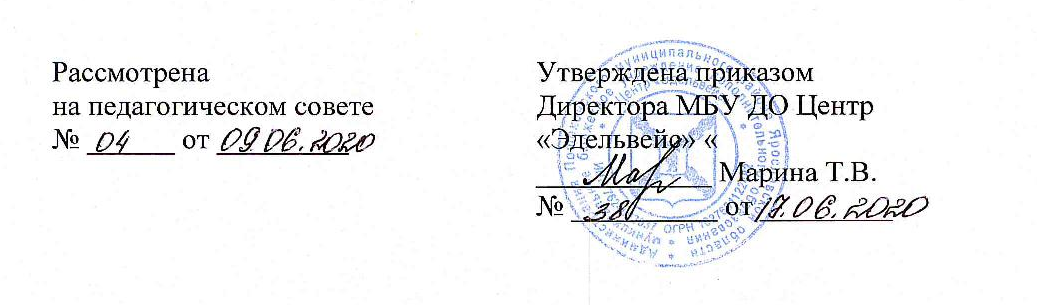 Рассмотрена
на педагогическом совете
№ 04 от 09.06.2020
Утверждена приказом
Директора МБУ ДО Центр
«Эдельвейс» «
Марина Т.В.
№ 38 от 17.06.2020